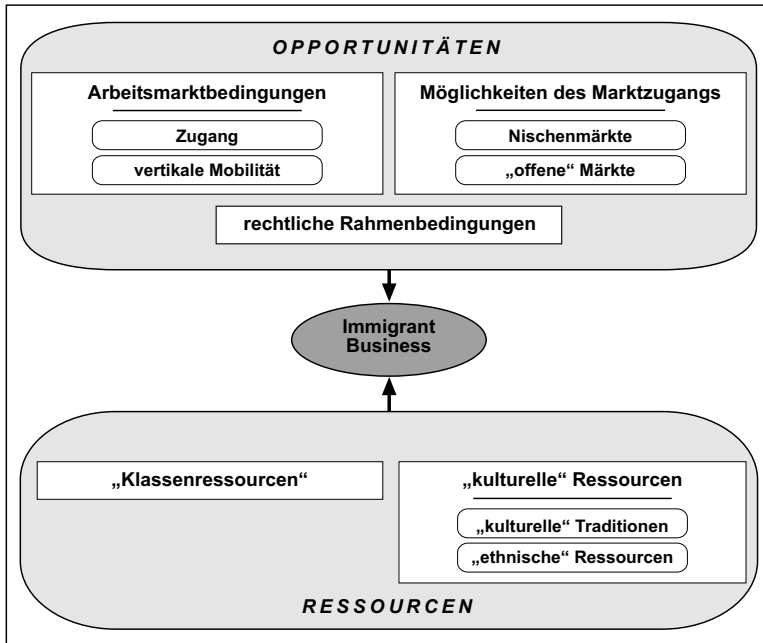 OPPORTUNITÄTEN
Arbeitsmarktbedingungen
Zugang
vertikale Mobilität
Möglichkeiten des Marktzugangs
Nischenmärkte
„offene“ Märkte
rechtliche Rahmenbedingungen
Immigrant
Business
„Klassenressourcen“
„kulturelle“ Ressourcen
„kulturelle“ Traditionen
„ethnische“ Ressourcen
RESSOURCEN